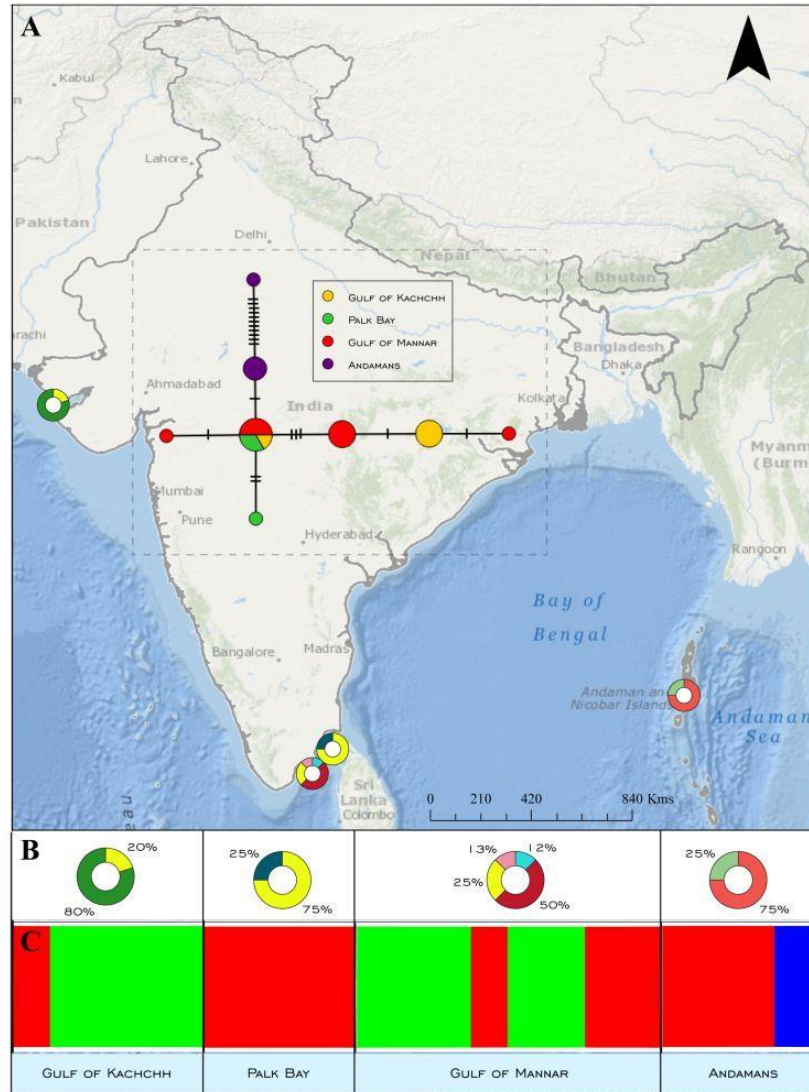 A
Kabul
Lahore
Pakistan
Delhi
Nepal
Bhutan
GULF OF KACHCHH
PALK BAY
GULF OF MANNAR
ANDAMANS
arachi
Bangladesh
Dhaka
Ahmadabad
India
Kolkata
Myanm
(Burm
Mumbai
Pune
Hyderabad
Rangoon
Bay of
Bengal
Bangalore
Madras
Andaman an
Nicobar Islands
Andaman
Sea
Sri
Lanka
Colombo
0 210 420 840 Kms
B
20%
80%
25%
75%
13% 12%
25%
50%
25%
75%
C
GULF OF KACHCHH PALK BAY GULF OF MANNAR ANDAMANS